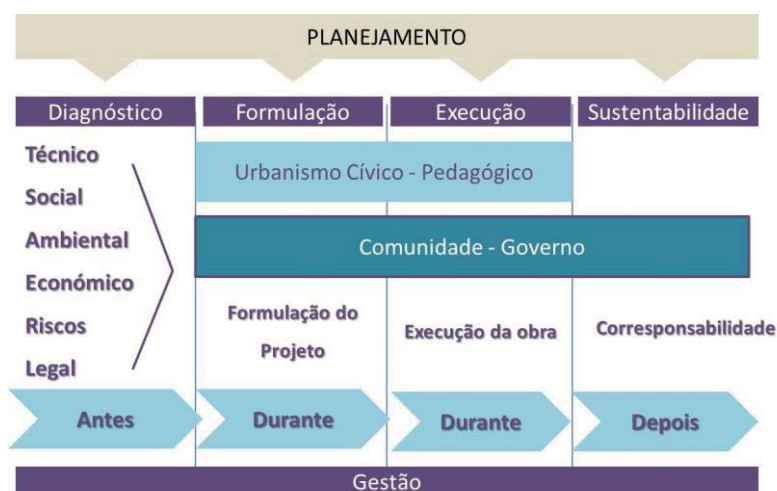 PLANEJAMENTO
Diagnóstico
Formulação
Execução
Sustentabilidade
Técnico
Social
Ambiental
Económico
Riscos
Legal
Urbanismo Cívico - Pedagógico
Comunidade - Governo
Formulação do
Projeto
Execução da obra
Corresponsabilidade
Antes
Durante
Durante
Depois
Gestão